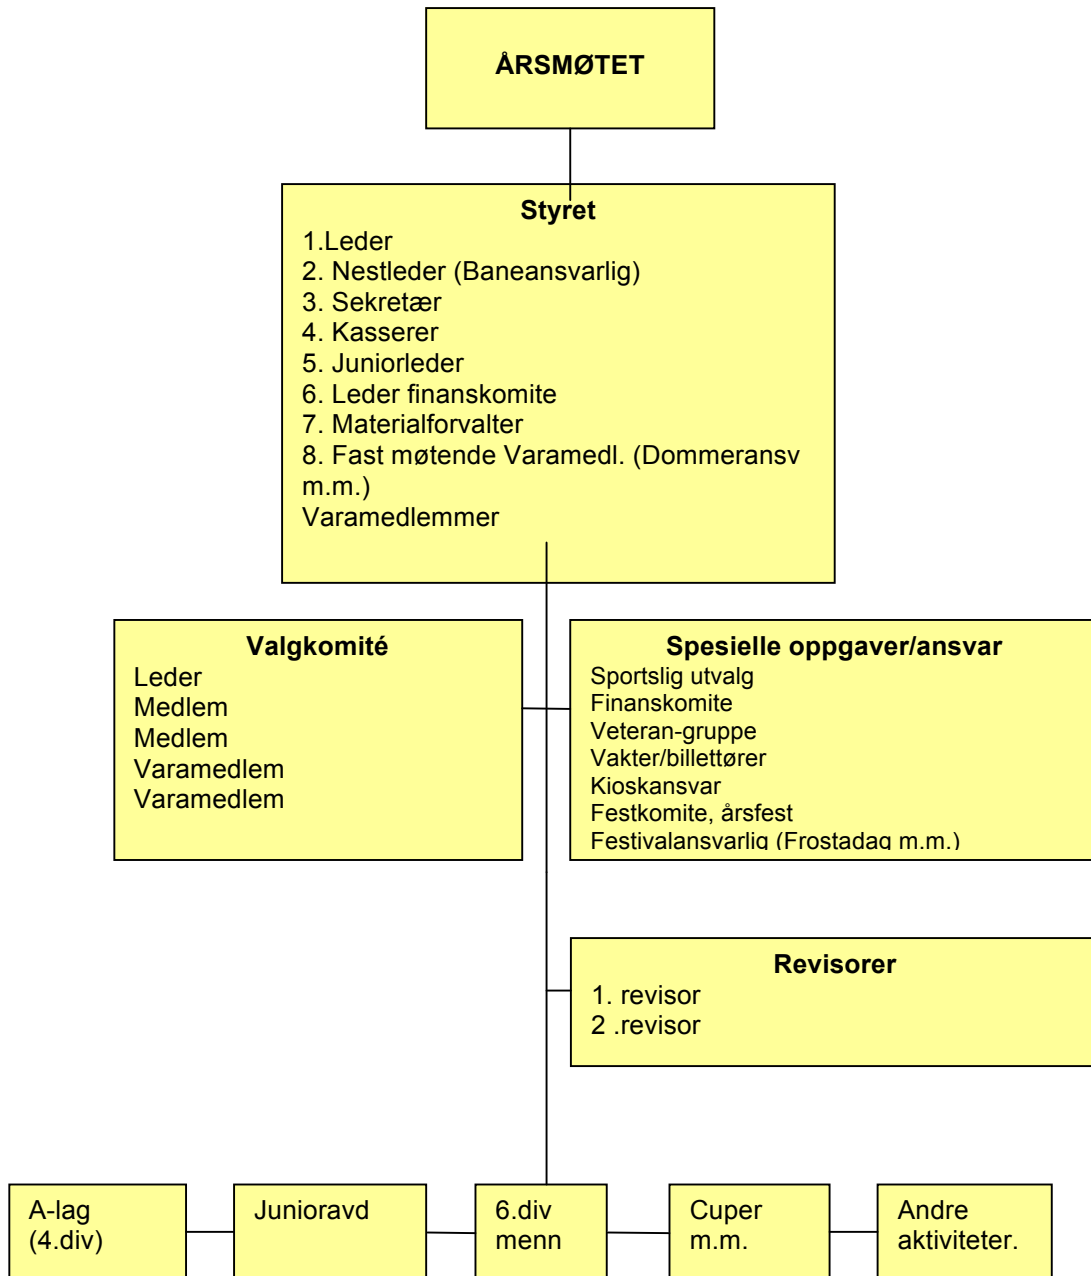 ÅRSMØTET
Styret
1.Leder
2. Nestleder (Baneansvarlig)
3. Sekretær
4. Kasserer
5. Juniorleder
6. Leder finanskomite
7. Materialforvalter
8. Fast møtende Varamedl. (Dommeransv
m.m.)
Varamedlemmer
Valgkomité
Leder
Medlem
Medlem
Varamedlem
Varamedlem
Spesielle oppgaver/ansvar
Sportslig utvalg
Finanskomite
Veteran-gruppe
Vakter/billettører
Kioskansvar
Festkomite, årsfest
Festivalansvarlig (Frostadag m.m.)
Revisorer
1. revisor
2 .revisor
A-lag
(4.div)
Junioravd
6.div
menn
Cuper
m.m.
Andre
aktiviteter.